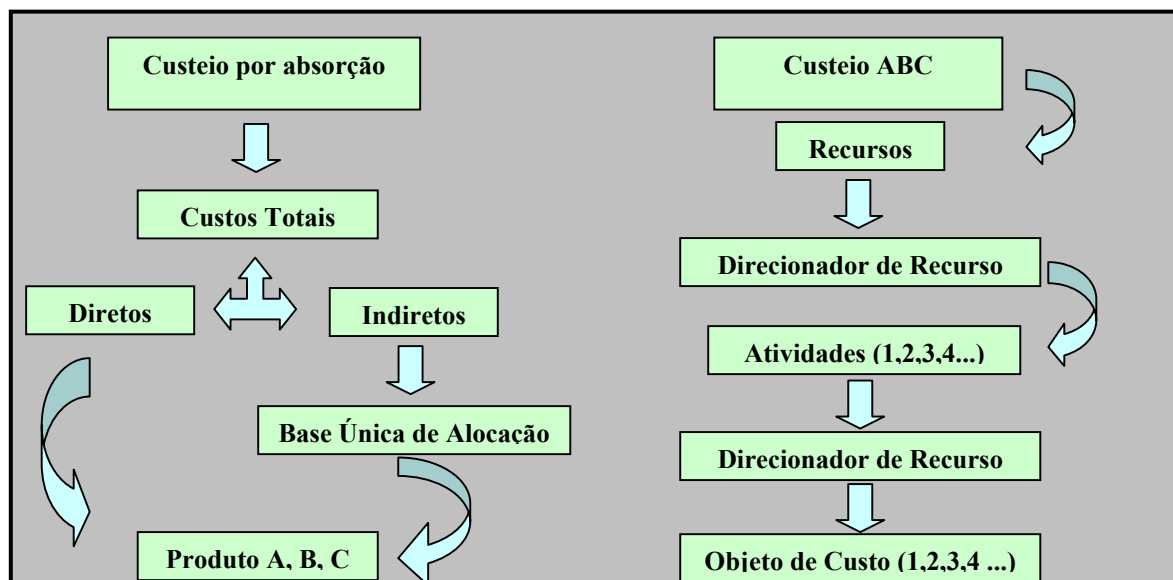 Custeio por absorção
Custos Totais
Diretos
Indiretos
Base Única de Alocação
Produto A, B, C
Custeio ABC
Recursos
Direcionador de Recurso
Atividades (1,2,3,4...)
Direcionador de Recurso
Objeto de Custo (1,2,3,4 ...)